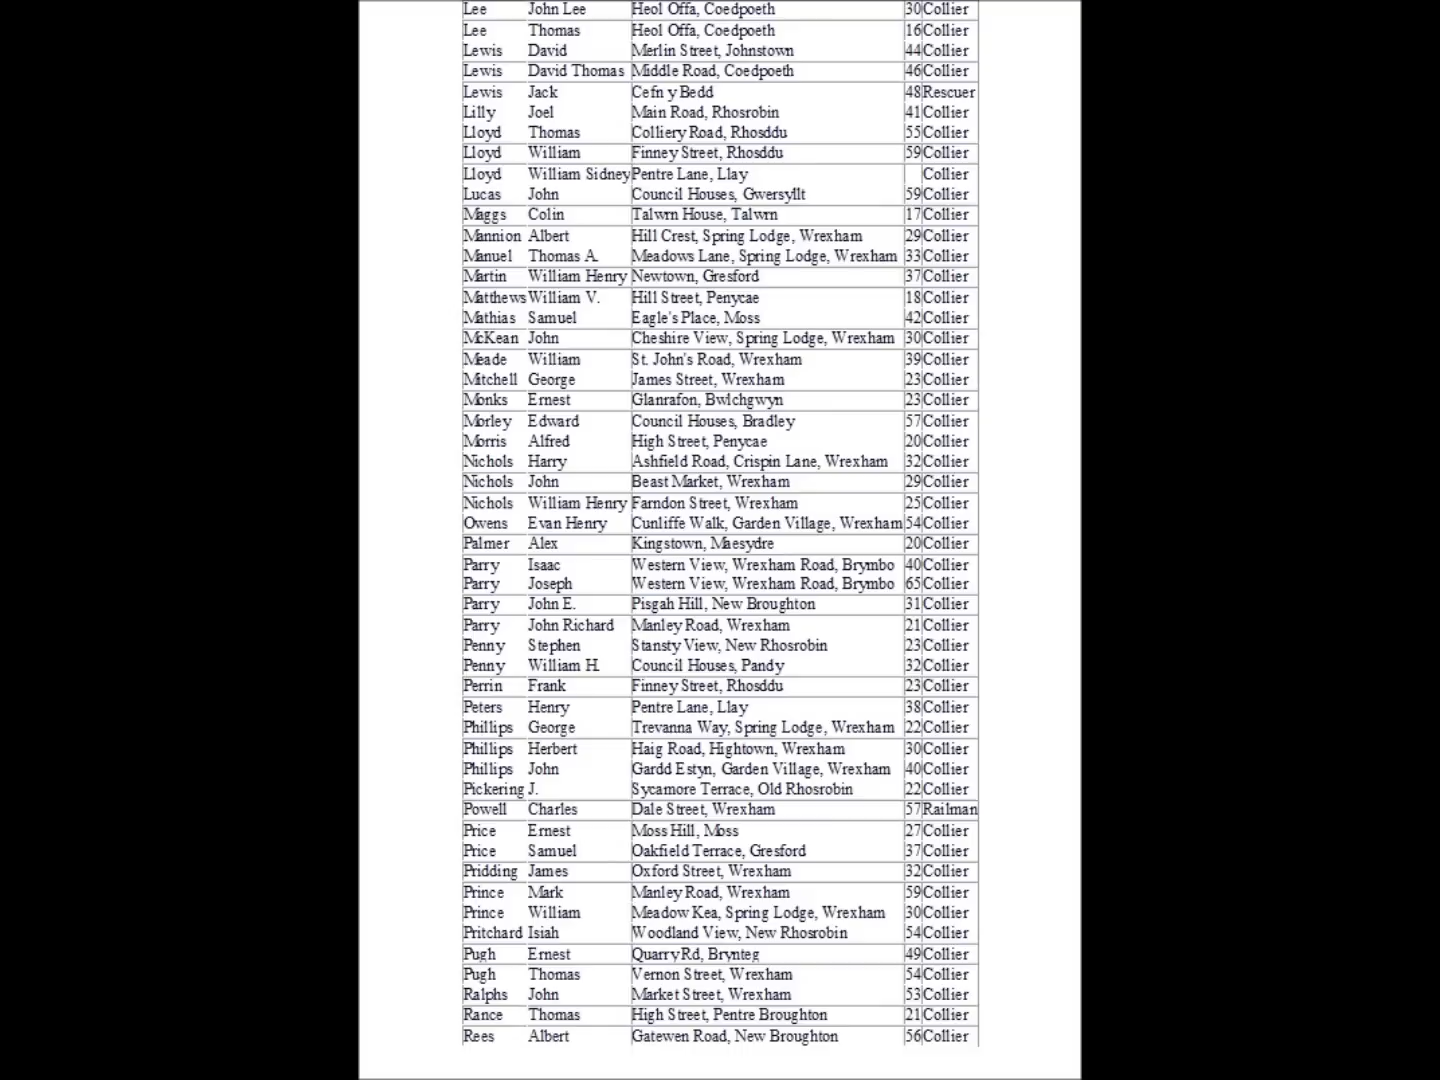 Lee John Lee Heol Offa, Coedpoeth 30 Collier
Lee Thomas Heol Offa, Coedpoeth 16 Collier
Lewis David Merlin Street, Johnstown 44 Collier
Lewis David Thomas Middle Road, Coedpoeth 46 Collier
Lewis Jack Cefn y Bedd 48 Rescuer
Lilly Joel Main Road, Rhosrobin 41 Collier
Lloyd Thomas Colliery Road, Rhosddu 55 Collier
Lloyd William Finney Street, Rhosddu 59 Collier
Lloyd William Sidney Pentre Lane, Llay Collier
Lucas John Council Houses, Gwersyllt 59 Collier
Maggs Colin Talwrn House, Talwrn 17 Collier
Mannion Albert Hill Crest, Spring Lodge, Wrexham 29 Collier
Manuel Thomas A. Meadows Lane, Spring Lodge, Wrexham 33 Collier
Martin William Henry Newtown, Gresford 37 Collier
Matthews William V. Hill Street, Penycae 18 Collier
Mathias Samuel Eagle's Place, Moss 42 Collier
McKean John Cheshire View, Spring Lodge, Wrexham 30 Collier
Meade William St. John's Road, Wrexham 39 Collier
Mitchell George James Street, Wrexham 23 Collier
Monks Ernest Glanrafon, Bwlchgwyn 23 Collier
Morley Edward Council Houses, Bradley 57 Collier
Morris Alfred High Street, Penycae 20 Collier
Nichols Harry Ashfield Road, Crispin Lane, Wrexham 32 Collier
Nichols John Beast Market, Wrexham 29 Collier
Nichols William Henry Farndon Street, Wrexham 25 Collier
Owens Evan Henry Cunliffe Walk, Garden Village, Wrexham 54 Collier
Palmer Alex Kingstown, Maesydre 20 Collier
Parry Isaac Western View, Wrexham Road, Brymbo 40 Collier
Parry Joseph Western View, Wrexham Road, Brymbo 65 Collier
Parry John E. Pisgah Hill, New Broughton 31 Collier
Parry John Richard Manley Road, Wrexham 21 Collier
Penny Stephen Stansty View, New Rhosrobin 23 Collier
Penny William H. Council Houses, Pandy 32 Collier
Perrin Frank Finney Street, Rhosddu 23 Collier
Peters Henry Pentre Lane, Llay 38 Collier
Phillips George Trevanna Way, Spring Lodge, Wrexham 22 Collier
Phillips Herbert Haig Road, Hightown, Wrexham 30 Collier
Phillips John Gardd Estyn, Garden Village, Wrexham 40 Collier
Pickering J. Sycamore Terrace, Old Rhosrobin 22 Collier
Powell Charles Dale Street, Wrexham 57 Railman
Price Ernest Moss Hill, Moss 27 Collier
Price Samuel Oakfield Terrace, Gresford 37 Collier
Pridding James Oxford Street, Wrexham 32 Collier
Prince Mark Manley Road, Wrexham 59 Collier
Prince William Meadow Kea, Spring Lodge, Wrexham 30 Collier
Pritchard Isiah Woodland View, New Rhosrobin 54 Collier
Pugh Ernest Quarry Rd, Brynteg 49 Collier
Pugh Thomas Vernon Street, Wrexham 54 Collier
Ralphs John Market Street, Wrexham 53 Collier
Rance Thomas High Street, Pentre Broughton 21 Collier
Rees Albert Gatewen Road, New Broughton 56 Collier